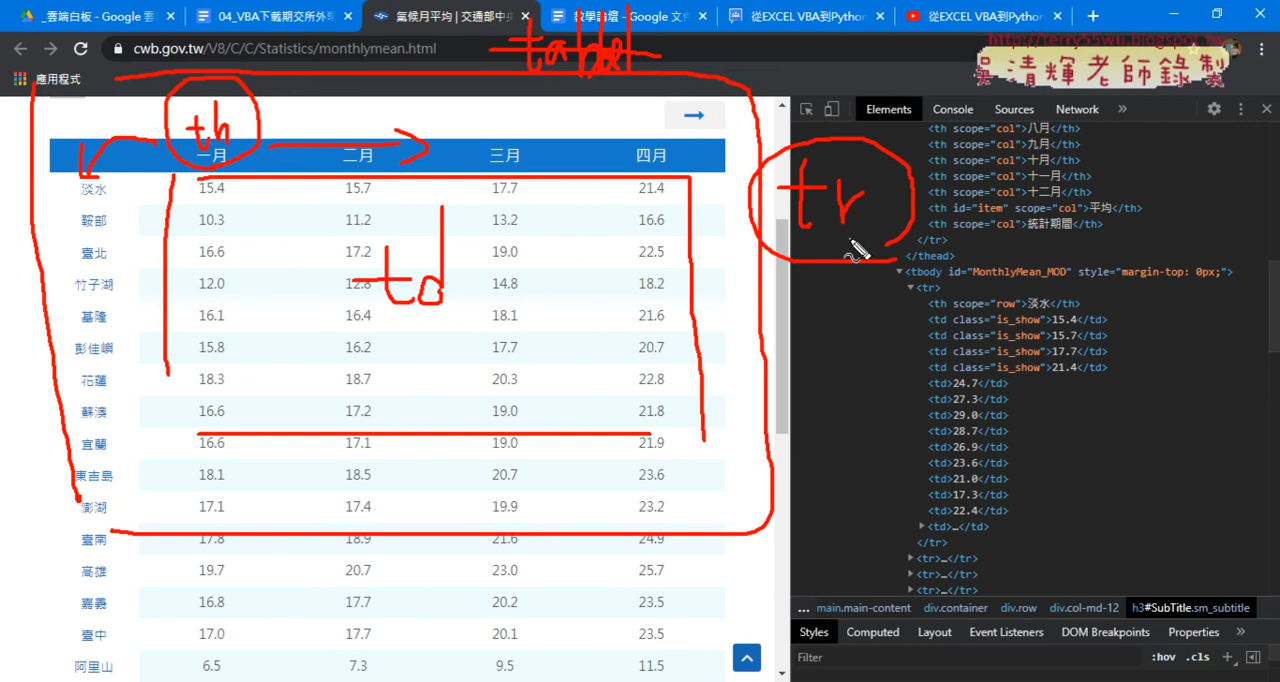 _雲端白板 - Google 雲
04_VBA下載期交所外幣
氣候月平均 | 交通部中央
教學論壇 - Google 文件
從EXCEL VBA到Python
從EXCEL VBA到Python
cwb.gov.tw/V8/C/C/Statistics/monthlymean.html
tabel
http://terry55wu.blogspot.tw
吳清輝老師錄製
應用程式
th
一月 二月 三月 四月
淡水 15.4 15.7 17.7 21.4
鞍部 10.3 11.2 13.2 16.6
臺北 16.6 17.2 19.0 22.5
竹子湖 12.0 12.8 14.8 18.2
基隆 16.1 16.4 18.1 21.6
彭佳嶼 15.8 16.2 17.7 20.7
花蓮 18.3 18.7 20.3 22.8
蘇澳 16.6 17.2 19.0 21.8
宜蘭 16.6 17.1 19.0 21.9
東吉島 18.1 18.5 20.7 23.6
澎湖 17.1 17.4 19.9 23.2
臺南 17.8 18.9 21.6 24.9
高雄 19.7 20.7 23.0 25.7
嘉義 16.8 17.7 20.2 23.5
臺中 17.0 17.7 20.1 23.5
阿里山 6.5 7.3 9.5 11.5
td
tr
Elements Console Sources Network
<th scope="col">八月</th>
<th scope="col">九月</th>
<th scope="col">十月</th>
<th scope="col">十一月</th>
<th scope="col">十二月</th>
<th id="item" scope="col">平均</th>
<th scope="col">統計期間</th>
</tr>
</thead>
<tbody id="MonthlyMean_MOD" style="margin-top: 0px;">
<tr>
<th scope="row">淡水</th>
<td class="is_show">15.4</td>
<td class="is_show">15.7</td>
<td class="is_show">17.7</td>
<td class="is_show">21.4</td>
<td>24.7</td>
<td>27.3</td>
<td>29.0</td>
<td>28.7</td>
<td>26.9</td>
<td>23.6</td>
<td>21.0</td>
<td>17.3</td>
<td>22.4</td>
<td>…</td>
</tr>
<tr>…</tr>
<tr>…</tr>
<tr>…</tr>
... main.main-content div.container div.row div.col-md-12 h3#SubTitle.sm_subtitle
Styles Computed Layout Event Listeners DOM Breakpoints Properties
Filter :hov .cls